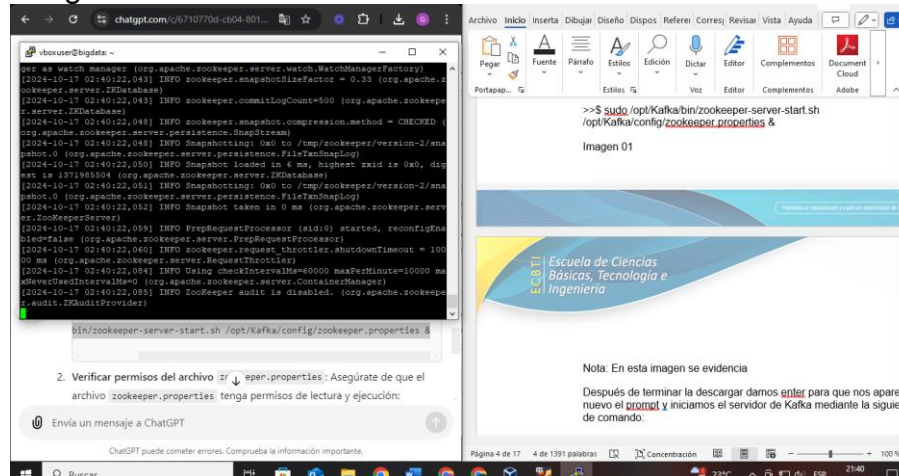 chatgpt.com/c/6710770d-cb04-801...
vboxuser@bigdata: ~
ger as watch manager (org.apache.zookeeper.server.watch.WatchManagerFactory)
[2024-10-17 02:40:22,043] INFO zookeeper.snapshotSizeFactor = 0.33 (org.apache.z
ookeeper.server.ZKDatabase)
[2024-10-17 02:40:22,043] INFO zookeeper.commitLogCount=500 (org.apache.zookeepe
r.server.ZKDatabase)
[2024-10-17 02:40:22,048] INFO zookeeper.snapshot.compression.method = CHECKED (
org.apache.zookeeper.server.persistence.SnapStream)
[2024-10-17 02:40:22,048] INFO Snapshotting: 0x0 to /tmp/zookeeper/version-2/sna
pshot.0 (org.apache.zookeeper.server.persistence.FileTxnSnapLog)
[2024-10-17 02:40:22,050] INFO Snapshot loaded in 6 ms, highest zxid is 0x0, dig
est is 1371985504 (org.apache.zookeeper.server.ZKDatabase)
[2024-10-17 02:40:22,051] INFO Snapshotting: 0x0 to /tmp/zookeeper/version-2/sna
pshot.0 (org.apache.zookeeper.server.persistence.FileTxnSnapLog)
[2024-10-17 02:40:22,052] INFO Snapshot taken in 0 ms (org.apache.zookeeper.serv
er.ZooKeeperServer)
[2024-10-17 02:40:22,059] INFO PrepRequestProcessor (sid:0) started, reconfigEna
bled=false (org.apache.zookeeper.server.PrepRequestProcessor)
[2024-10-17 02:40:22,060] INFO zookeeper.request_throttler.shutdownTimeout = 100
00 ms (org.apache.zookeeper.server.RequestThrottler)
[2024-10-17 02:40:22,084] INFO Using checkIntervalMs=60000 maxPerMinute=10000 ma
xNeverUsedIntervalMs=0 (org.apache.zookeeper.server.ContainerManager)
[2024-10-17 02:40:22,085] INFO ZooKeeper audit is disabled. (org.apache.zookeepe
r.audit.ZKAuditProvider)
bin/zookeeper-server-start.sh /opt/Kafka/config/zookeeper.properties &
2. Verificar permisos del archivo zo eper.properties : Asegúrate de que el
archivo zookeeper.properties tenga permisos de lectura y ejecución:
Envía un mensaje a ChatGPT
ChatGPT puede cometer errores. Comprueba la información importante.
Buscar
Archivo Inicio Inserta Dibujar Diseño Dispos Referei Corresp Revisar Vista Ayuda
Pegar Fuente Párrafo Estilos Edición Dictar Editor Complementos Document Cloud
Portapap... Estilos Voz Editor Complementos Adobe
>>$ sudo /opt/Kafka/bin/zookeeper-server-start.sh
/opt/Kafka/config/zookeeper.properties &
Imagen 01
ECBTI
Escuela de Ciencias
Básicas, Tecnología e
Ingeniería
Nota: En esta imagen se evidencia
Después de terminar la descargar damos enter para que nos apare
nuevo el prompt y iniciamos el servidor de Kafka mediante la siguie
de comando:
Página 4 de 17 4 de 1391 palabras Concentración 100 %
23°C ESP 21:40